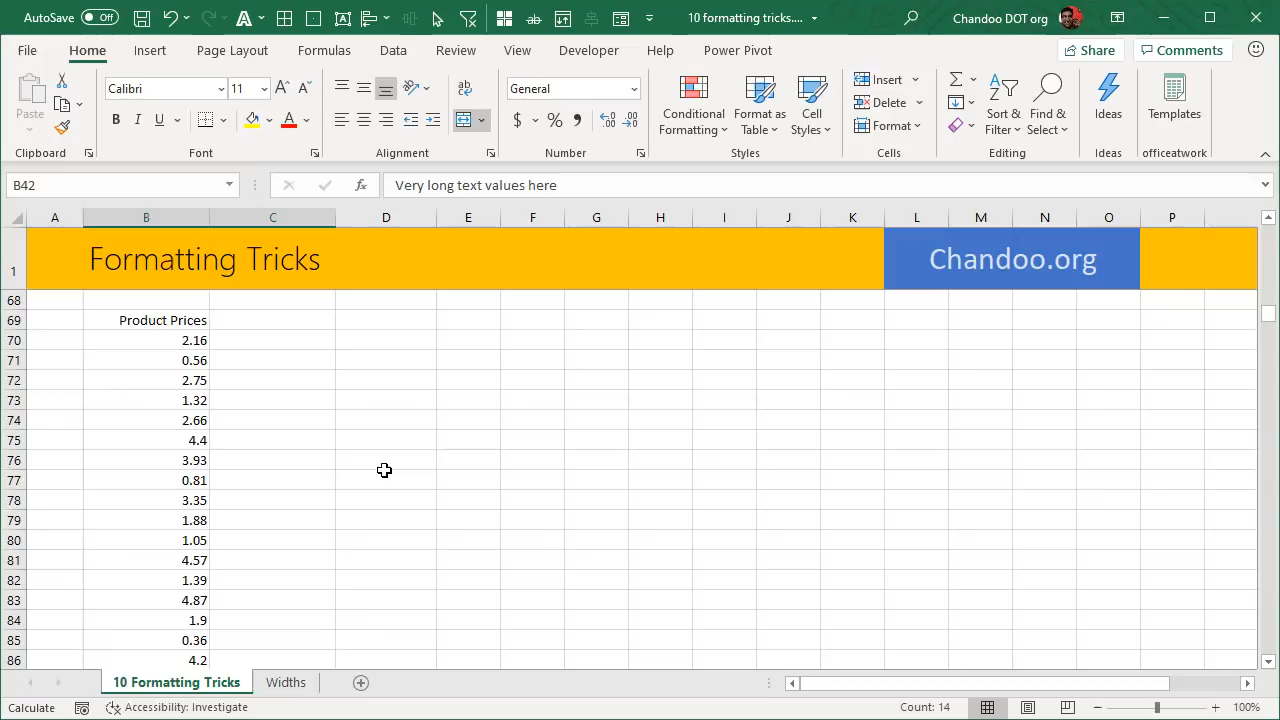 AutoSave Off 10 formatting tricks.... Chandoo DOT org
File Home Insert Page Layout Formulas Data Review View Developer Help Power Pivot Share Comments
Paste Calibri 11 General Conditional Formatting Format as Table Cell Styles Insert Delete Format Sort & Filter Find & Select Ideas Templates
Clipboard Font Alignment Number Styles Cells Editing Ideas officeatwork
B42 fx Very long text values here
A B C D E F G H I J K L M N O P
1 Formatting Tricks Chandoo.org
68
69 Product Prices
70 2.16
71 0.56
72 2.75
73 1.32
74 2.66
75 4.4
76 3.93
77 0.81
78 3.35
79 1.88
80 1.05
81 4.57
82 1.39
83 4.87
84 1.9
85 0.36
86 4.2
10 Formatting Tricks Widths
Calculate Accessibility: Investigate Count: 14 100%